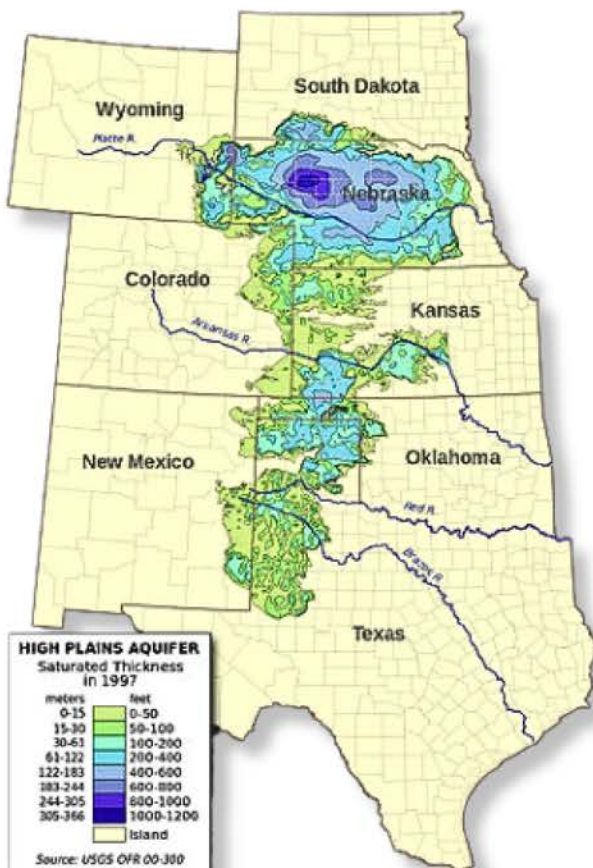 South Dakota
Wyoming
Platte R.
Nebraska
Colorado
Kansas
Arkansas R.
New Mexico
Oklahoma
Red R.
Brazos R.
Texas
HIGH PLAINS AQUIFER
Saturated Thickness
in 1997
meters feet
0-15 0-50
15-30 50-100
30-61 100-200
61-122 200-400
122-183 400-600
183-244 600-800
244-305 800-1000
305-366 1000-1200
Island
Source: USGS OFR 00-300